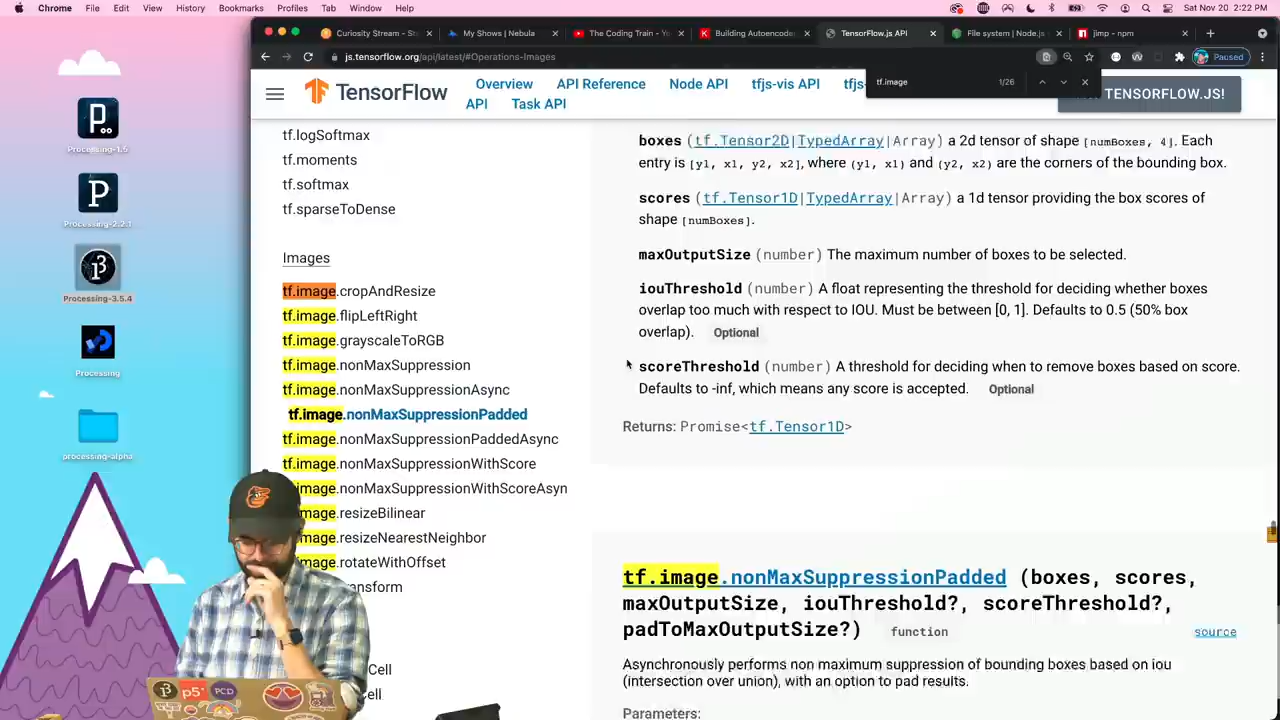 Chrome File Edit View History Bookmarks Profiles Tab Window Help Sat Nov 20 2:22 PM
Curiosity Stream - St My Shows | Nebula The Coding Train - Yo Building Autoencode TensorFlow.js API File system | Node.js jimp - npm
js.tensorflow.org/api/latest/#Operations-Images Paused
tf.image 1/26
TensorFlow Overview API Reference Node API tfjs-vis API tfjs-
API Task API
TENSORFLOW.JS!
Processing-1.5
Processing-2.2.1
Processing-3.5.4
Processing
processing-alpha
tf.logSoftmax
tf.moments
tf.softmax
tf.sparseToDense
Images
tf.image.cropAndResize
tf.image.flipLeftRight
tf.image.grayscaleToRGB
tf.image.nonMaxSuppression
tf.image.nonMaxSuppressionAsync
tf.image.nonMaxSuppressionPadded
tf.image.nonMaxSuppressionPaddedAsync
tf.image.nonMaxSuppressionWithScore
tf.image.nonMaxSuppressionWithScoreAsyn
mage.resizeBilinear
mage.resizeNearestNeighbor
mage.rotateWithOffset
ansform
Cell
ell
boxes (tf.Tensor2D|TypedArray|Array) a 2d tensor of shape [numBoxes, 4]. Each
entry is [y1, x1, y2, x2], where (y1, x1) and (y2, x2) are the corners of the bounding box.
scores (tf.Tensor1D|TypedArray|Array) a 1d tensor providing the box scores of
shape [numBoxes].
maxOutputSize (number) The maximum number of boxes to be selected.
iouThreshold (number) A float representing the threshold for deciding whether boxes
overlap too much with respect to IOU. Must be between [0, 1]. Defaults to 0.5 (50% box
overlap). Optional
scoreThreshold (number) A threshold for deciding when to remove boxes based on score.
Defaults to -inf, which means any score is accepted. Optional
Returns: Promise<tf.Tensor1D>
tf.image.nonMaxSuppressionPadded (boxes, scores,
maxOutputSize, iouThreshold?, scoreThreshold?,
padToMaxOutputSize?) function source
Asynchronously performs non maximum suppression of bounding boxes based on iou
(intersection over union), with an option to pad results.
Parameters:
p5* PCD